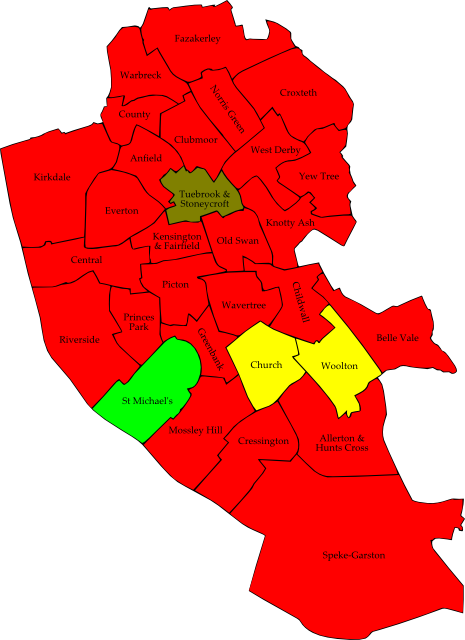 Fazakerley
Warbreck
Croxteth
Norris Green
County
Clubmoor
West Derby
Anfield
Yew Tree
Kirkdale
Tuebrook &
Stoneycroft
Everton
Knotty Ash
Kensington
& Fairfield
Old Swan
Central
Picton
Childwall
Wavertree
Princes
Park
Riverside
Greenbank
Belle Vale
Church
Woolton
St Michael's
Mossley Hill
Cressington
Allerton &
Hunts Cross
Speke-Garston